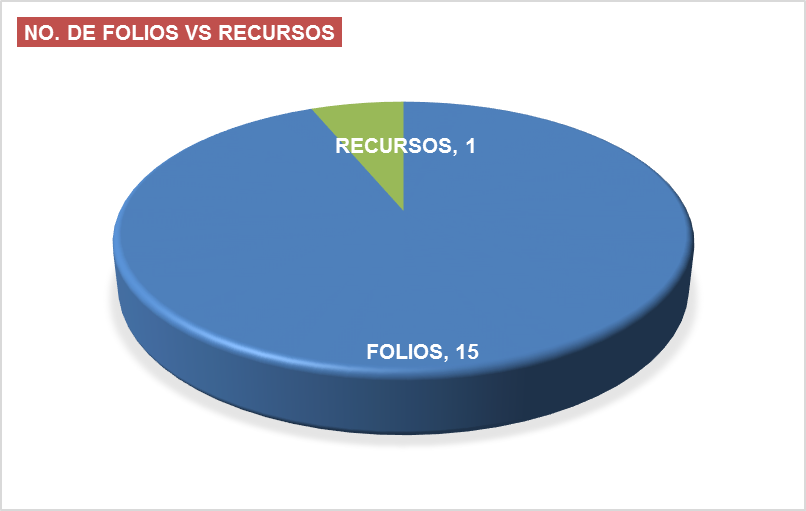 NO. DE FOLIOS VS RECURSOS
RECURSOS, 1
FOLIOS, 15